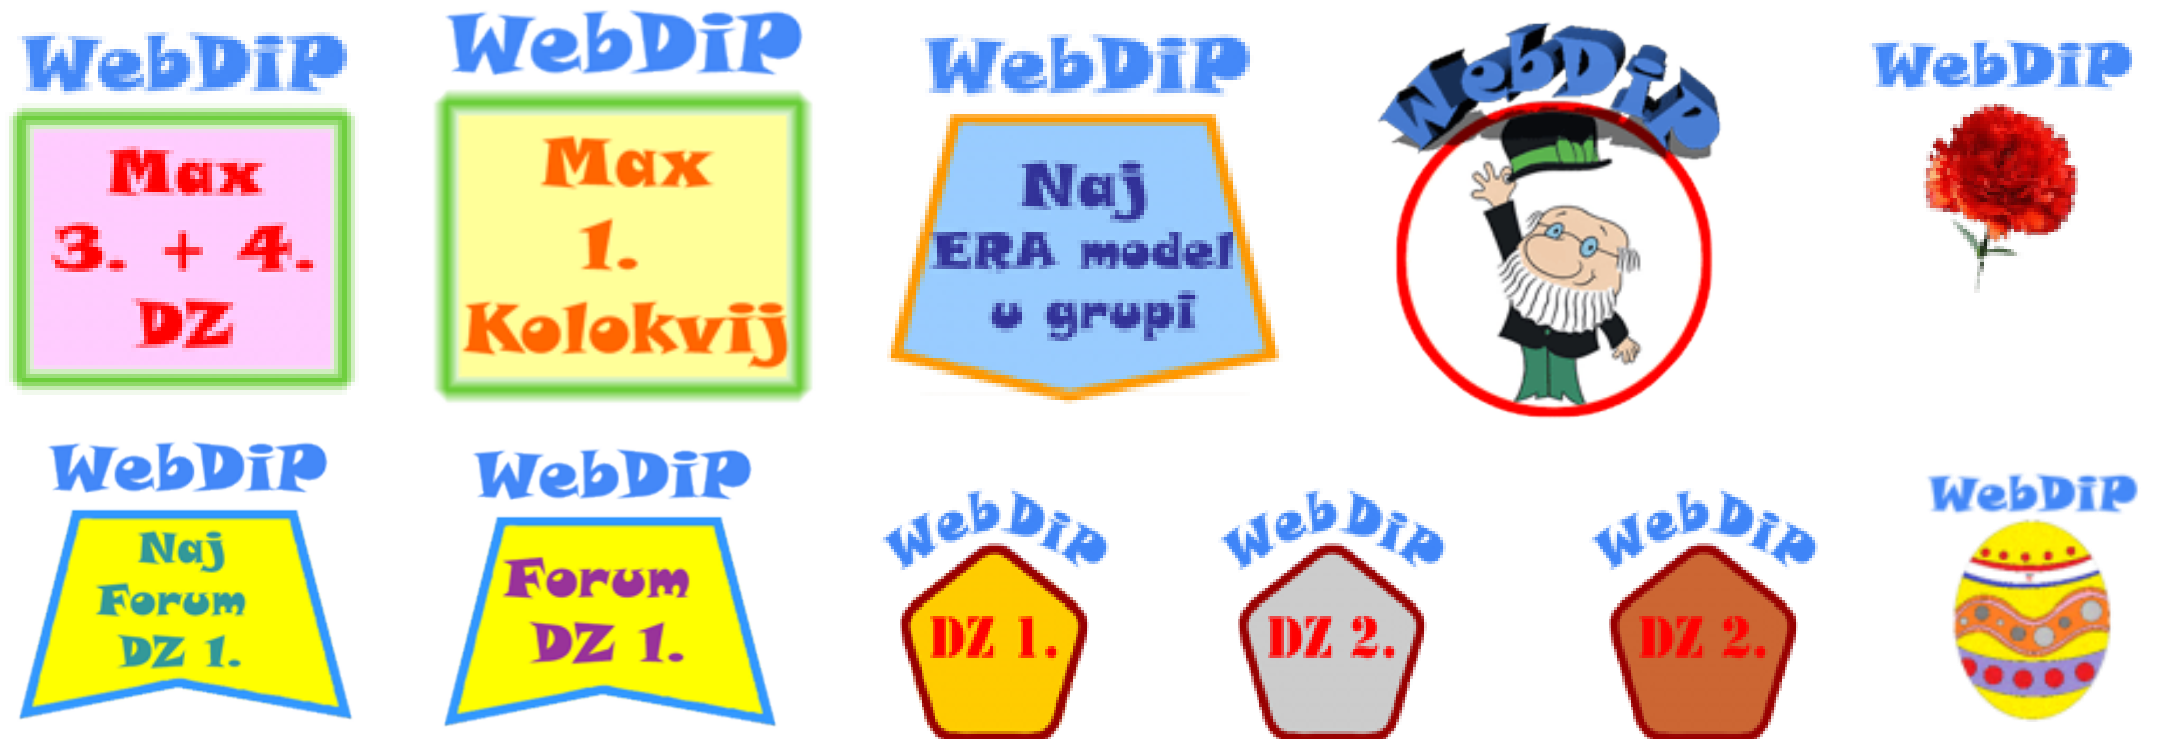 WebDiP
Max
3. + 4.
DZ
WebDiP
Max
1.
Kolokvij
WebDiP
Naj
ERA model
u grupi
WebDiP
WebDiP
WebDiP
Naj
Forum
DZ 1.
WebDiP
Forum
DZ 1.
WebDiP
DZ 1.
WebDiP
DZ 2.
WebDiP
DZ 2.
WebDiP